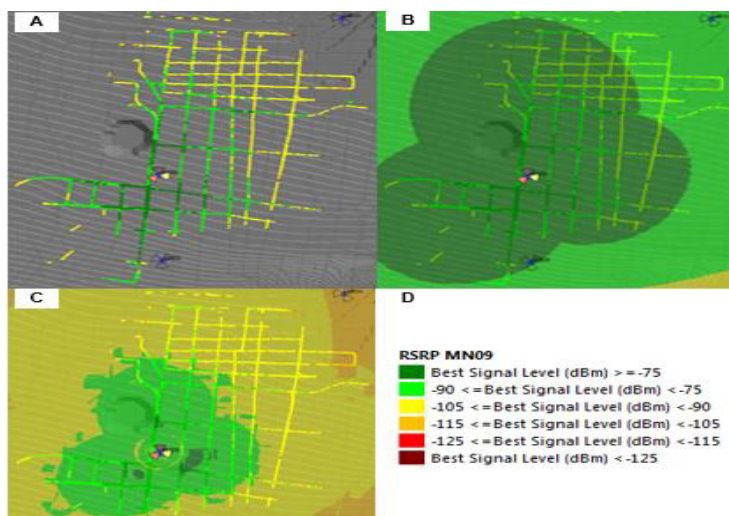 A
B
C
D
RSRP MN09
Best Signal Level (dBm) >=-75
-90 <=Best Signal Level (dBm) <-75
-105 <=Best Signal Level (dBm) <-90
-115 <=Best Signal Level (dBm) <-105
-125 <=Best Signal Level (dBm) <-115
Best Signal Level (dBm) <-125